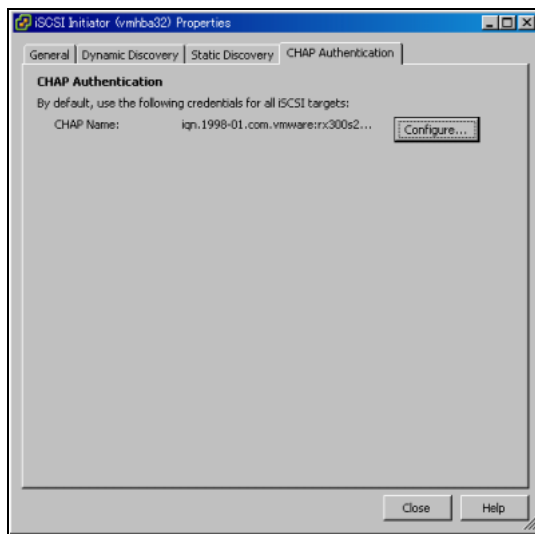 iSCSI Initiator (vmhba32) Properties
General Dynamic Discovery Static Discovery CHAP Authentication
CHAP Authentication
By default, use the following credentials for all iSCSI targets:
CHAP Name: iqn.1998-01.com.vmware:rx300s2... Configure...
Close Help